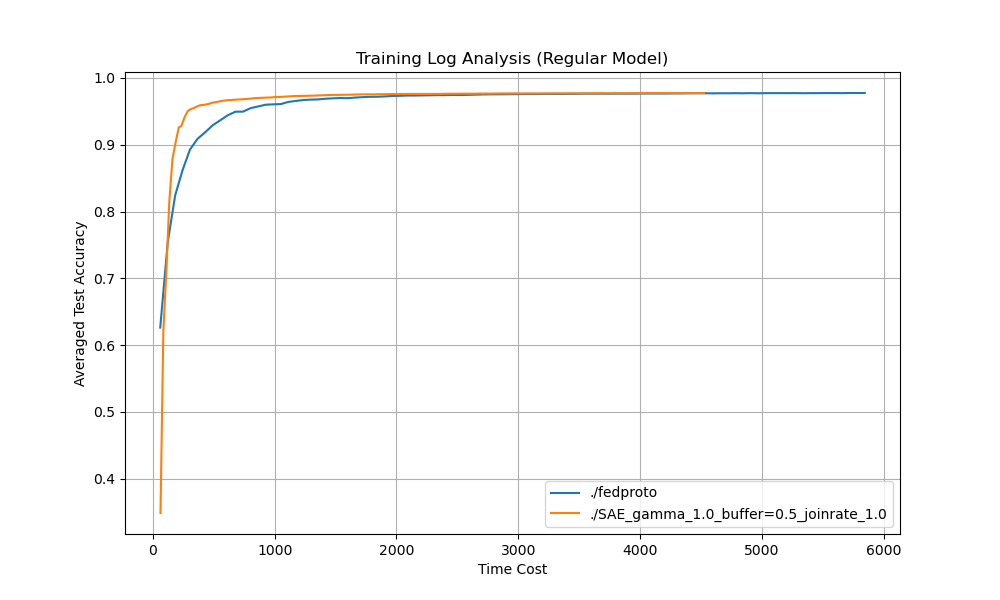 Training Log Analysis (Regular Model)
Averaged Test Accuracy
1.0
0.9
0.8
0.7
0.6
0.5
0.4
./fedproto
./SAE_gamma_1.0_buffer=0.5_joinrate_1.0
0 1000 2000 3000 4000 5000 6000
Time Cost